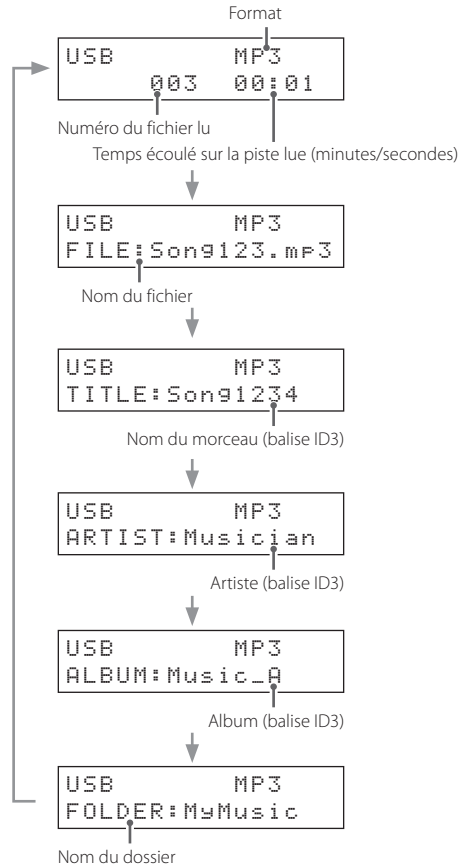 Format
USB MP3
003 00:01
Numéro du fichier lu
Temps écoulé sur la piste lue (minutes/secondes)
USB MP3
FILE:Song123.mp3
Nom du fichier
USB MP3
TITLE:Song1234
Nom du morceau (balise ID3)
USB MP3
ARTIST:Musician
Artiste (balise ID3)
USB MP3
ALBUM:Music_A
Album (balise ID3)
USB MP3
FOLDER:MyMusic
Nom du dossier